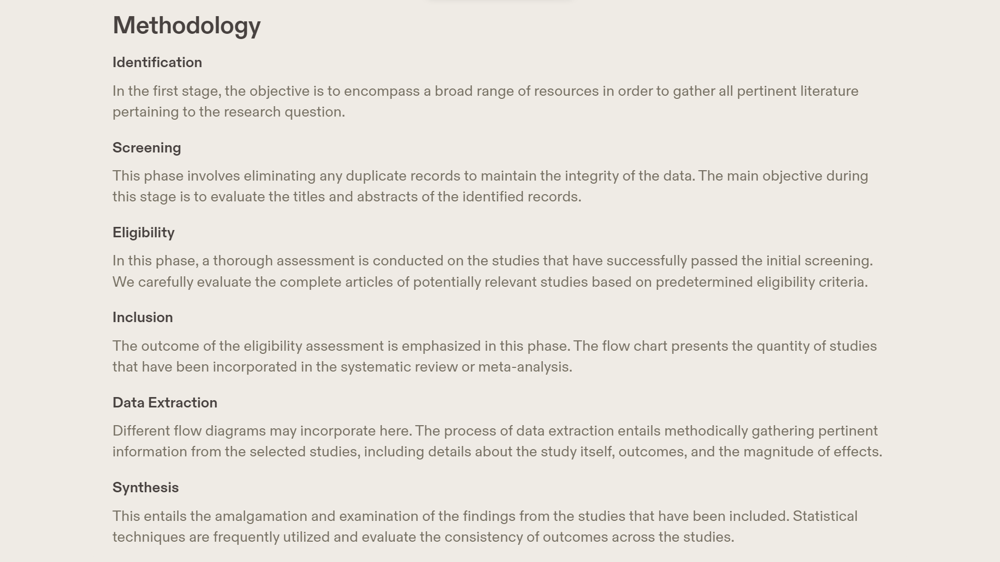 Methodology
Identification
In the first stage, the objective is to encompass a broad range of resources in order to gather all pertinent literature
pertaining to the research question.
Screening
This phase involves eliminating any duplicate records to maintain the integrity of the data. The main objective during
this stage is to evaluate the titles and abstracts of the identified records.
Eligibility
In this phase, a thorough assessment is conducted on the studies that have successfully passed the initial screening.
We carefully evaluate the complete articles of potentially relevant studies based on predetermined eligibility criteria.
Inclusion
The outcome of the eligibility assessment is emphasized in this phase. The flow chart presents the quantity of studies
that have been incorporated in the systematic review or meta-analysis.
Data Extraction
Different flow diagrams may incorporate here. The process of data extraction entails methodically gathering pertinent
information from the selected studies, including details about the study itself, outcomes, and the magnitude of effects.
Synthesis
This entails the amalgamation and examination of the findings from the studies that have been included. Statistical
techniques are frequently utilized and evaluate the consistency of outcomes across the studies.